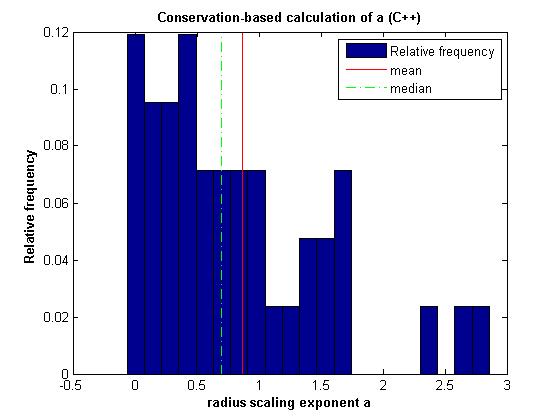 Conservation-based calculation of a (C++)
Relative frequency
mean
median
Relative frequency
0.12
0.1
0.08
0.06
0.04
0.02
0
-0.5 0 0.5 1 1.5 2 2.5 3
radius scaling exponent a